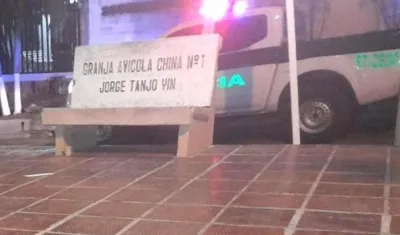 GRANJA AVICOLA CHINA Nº1
JORGE TANJO YIN